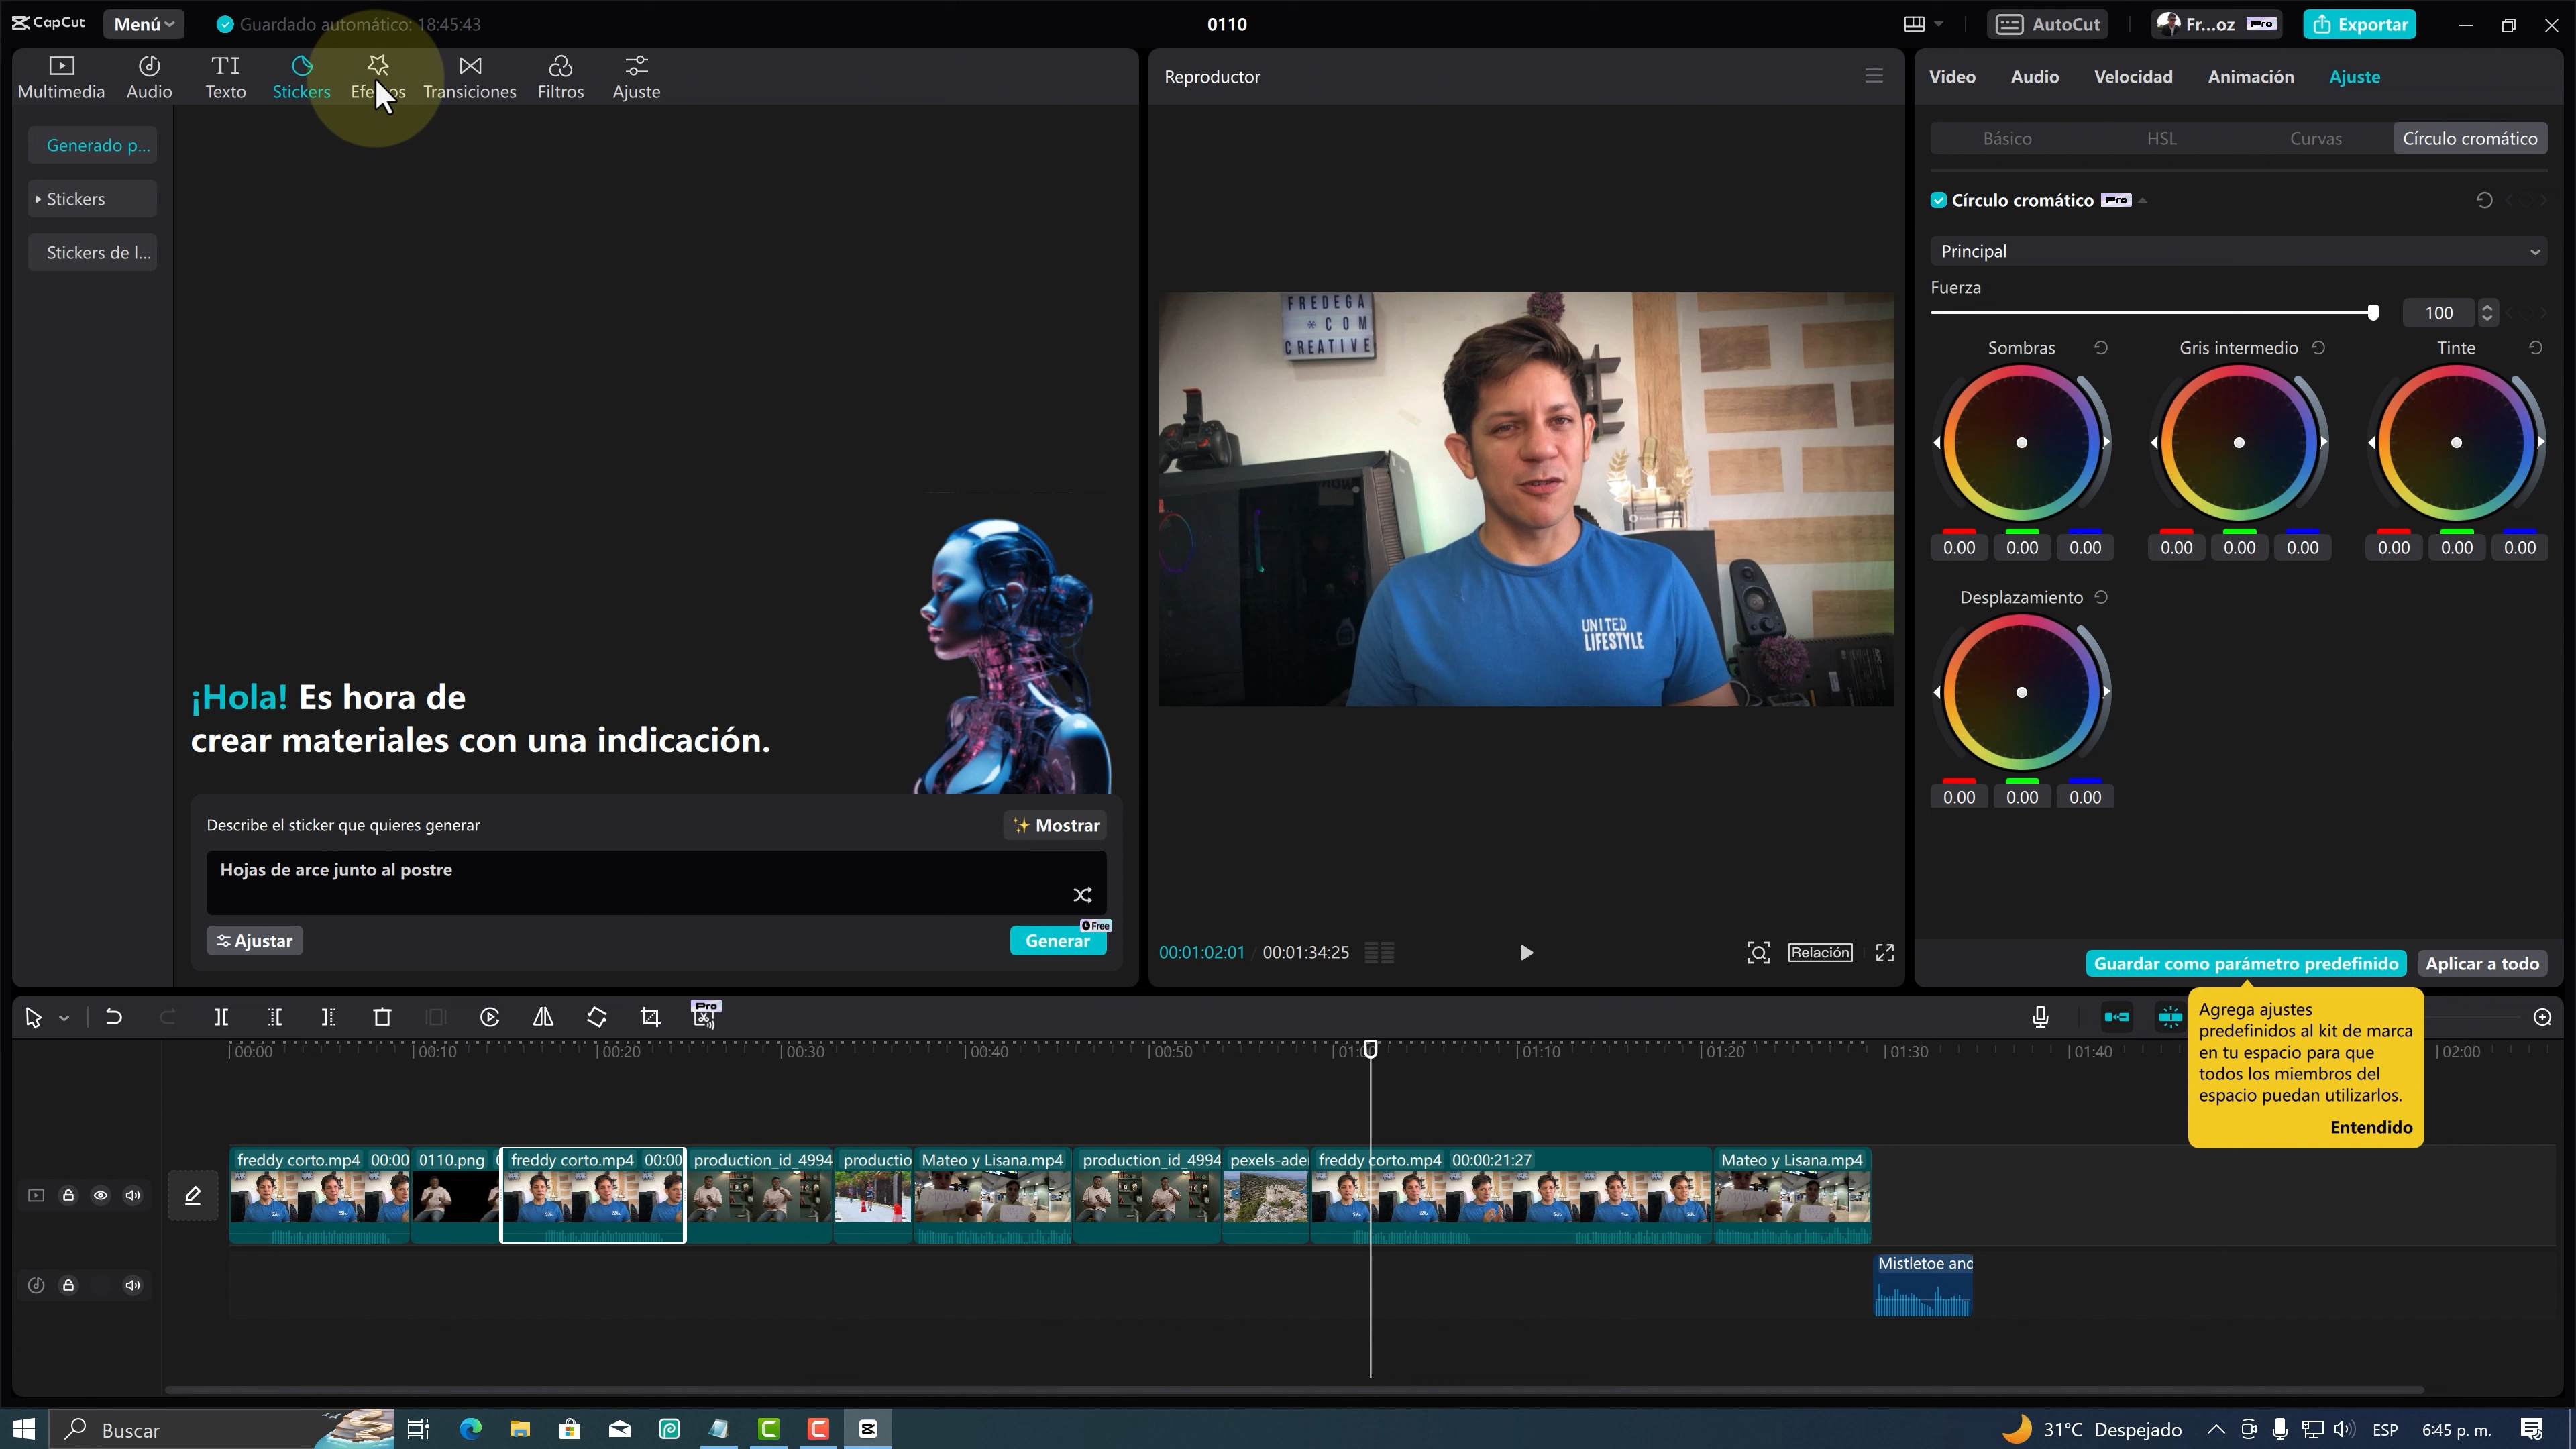 CapCut
Menú
Guardado automático: 18:45:43
0110
AutoCut
Fr...oz
Pro
Exportar
Multimedia
Audio
Texto
Stickers
Transiciones
Filtros
Ajuste
Generado p...
Stickers
Stickers de l...
¡Hola! Es hora de
crear materiales con una indicación.
Describe el sticker que quieres generar
Mostrar
Hojas de arce junto al postre
Ajustar
Free
Generar
Reproductor
FREDEGA
* COM
CREATIVE
UNITED
LIFESTYLE
00:01:02:01 / 00:01:34:25
Relación
Video
Audio
Velocidad
Animación
Ajuste
Básico
HSL
Curvas
Círculo cromático
Círculo cromático Pro
Principal
Fuerza
100
Sombras
Gris intermedio
Tinte
0.00 0.00 0.00
0.00 0.00 0.00
0.00 0.00 0.00
Desplazamiento
0.00 0.00 0.00
Guardar como parámetro predefinido
Aplicar a todo
Agrega ajustes
predefinidos al kit de marca
en tu espacio para que
todos los miembros del
espacio puedan utilizarlos.
Entendido
Pro
00:00
00:10
00:20
00:30
00:40
00:50
01:10
01:20
01:30
01:40
02:00
freddy corto.mp4 00:00
0110.png
freddy corto.mp4 00:00
production_id_4994
productio
Mateo y Lisana.mp4
production_id_4994
pexels-ade
freddy corto.mp4 00:00:21:27
Mateo y Lisana.mp4
Mistletoe and
Buscar
31°C Despejado
ESP
6:45 p. m.